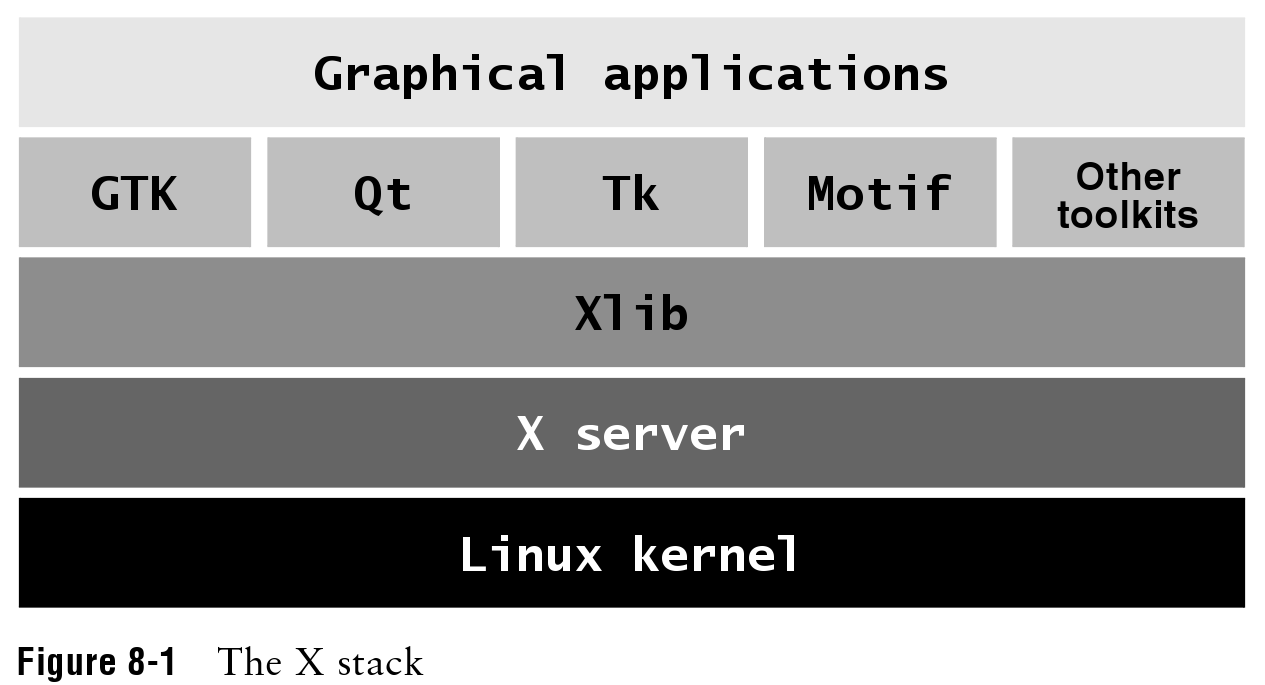 Graphical applications
GTK
Qt
Tk
Motif
Other
toolkits
Xlib
X server
Linux kernel
Figure 8-1 The X stack